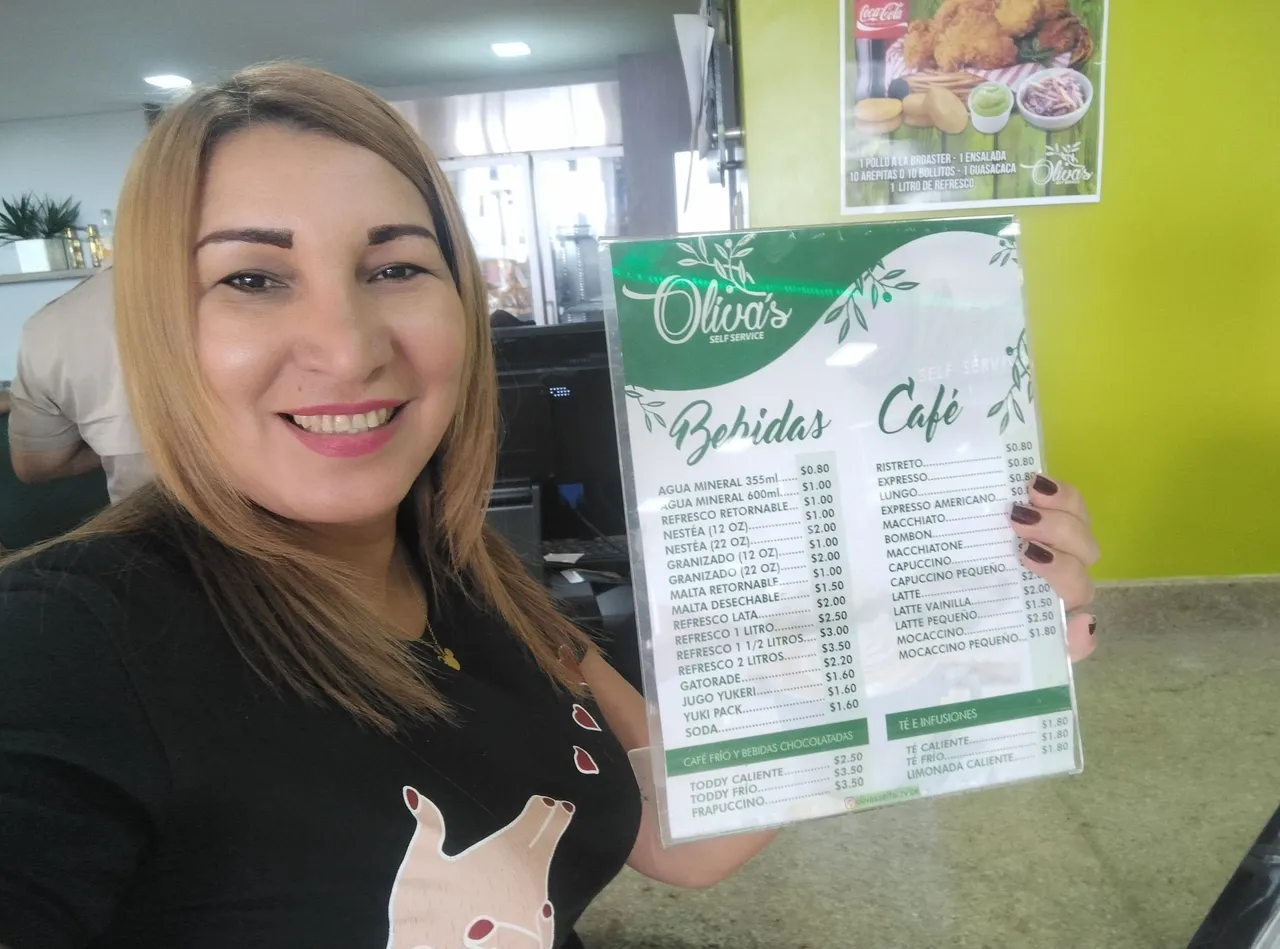 Coca-Cola
1 POLLO A LA BROASTER - 1 ENSALADA
10 AREPITAS O 10 BOLLITOS - 1 GUASACACA
1 LITRO DE REFRESCO
Oliva's
Oliva's
SELF SERVICE
Bebidas
AGUA MINERAL 355ml..... $0.80
AGUA MINERAL 600ml..... $1.00
REFRESCO RETORNABLE... $1.00
NESTÉA (12 OZ)............ $1.00
NESTÉA (22 OZ)............ $2.00
GRANIZADO (12 OZ)....... $1.00
GRANIZADO (22 OZ)....... $2.00
MALTA RETORNABLE....... $1.00
MALTA DESECHABLE....... $1.50
REFRESCO LATA............ $2.00
REFRESCO 1 LITRO......... $2.50
REFRESCO 1 1/2 LITROS... $3.00
REFRESCO 2 LITROS........ $3.50
GATORADE................. $2.20
JUGO YUKERI.............. $1.60
YUKI PACK................ $1.60
SODA..................... $1.60
CAFÉ FRÍO Y BEBIDAS CHOCOLATADAS
TODDY CALIENTE........... $2.50
TODDY FRÍO............... $3.50
FRAPUCCINO............... $3.50
SELF SERVI
Café
RISTRETO................. $0.80
EXPRESSO................. $0.80
LUNGO.................... $0.80
EXPRESSO AMERICANO....
MACCHIATO................
BOMBON...................
MACCHIATONE..............
CAPUCCINO................
CAPUCCINO PEQUEÑO....
LATTE....................
LATTE VAINILLA........... $2.00
LATTE PEQUEÑO............ $1.50
MOCACCINO................ $2.50
MOCACCINO PEQUEÑO... $1.80
TÉ E INFUSIONES
TÉ CALIENTE.............. $1.80
TÉ FRÍO.................. $1.80
LIMONADA CALIENTE...... $1.80